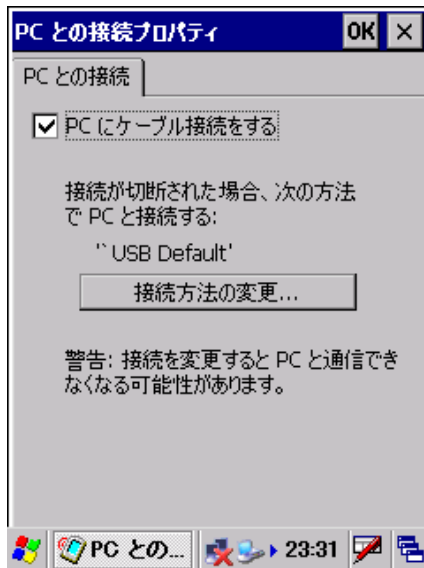 PC との接続プロパティ OK ×
PC との接続
PC にケーブル接続をする
接続が切断された場合、次の方法
で PC と接続する:
'`USB Default'
接続方法の変更...
警告: 接続を変更すると PC と通信でき
なくなる可能性があります。
PC との... 23:31